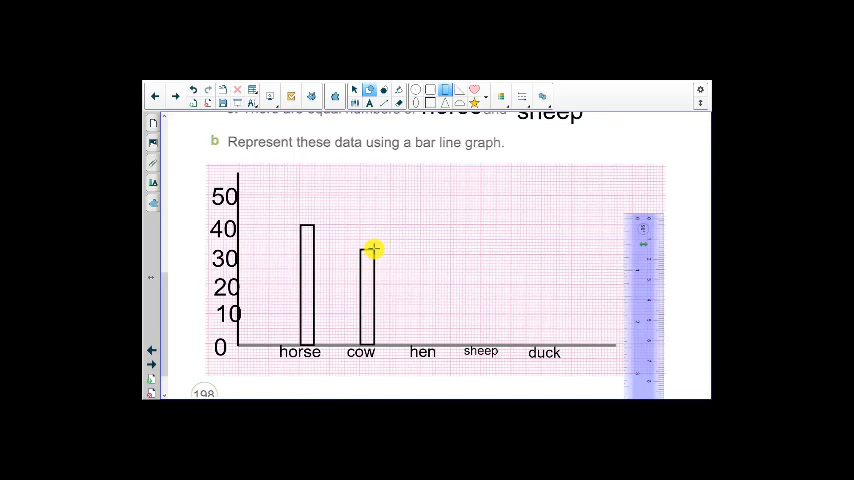 sheep
b Represent these data using a bar line graph.
50
40
30
20
10
0
horse cow hen sheep duck
198